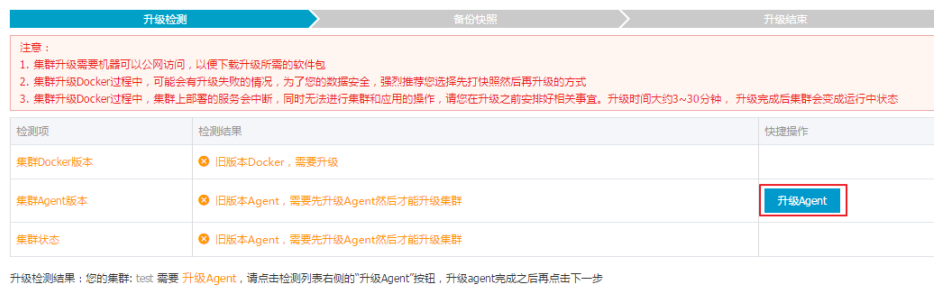 升级检测 备份快照 升级结束
注意：
1. 集群升级需要机器可以公网访问，以便下载升级所需的软件包
2. 集群升级Docker过程中，可能会有升级失败的情况，为了您的数据安全，强烈推荐您选择先打快照然后再升级的方式
3. 集群升级Docker过程中，集群上部署的服务会中断，同时无法进行集群和应用的操作，请您在升级之前安排好相关事宜。升级时间大约3~30分钟， 升级完成后集群会变成运行中状态
检测项 检测结果 快捷操作
集群Docker版本 旧版本Docker，需要升级
集群Agent版本 旧版本Agent，需要先升级Agent然后才能升级集群 升级Agent
集群状态 旧版本Agent，需要先升级Agent然后才能升级集群
升级检测结果：您的集群: test 需要 升级Agent，请点击检测列表右侧的“升级Agent”按钮，升级agent完成之后再点击下一步